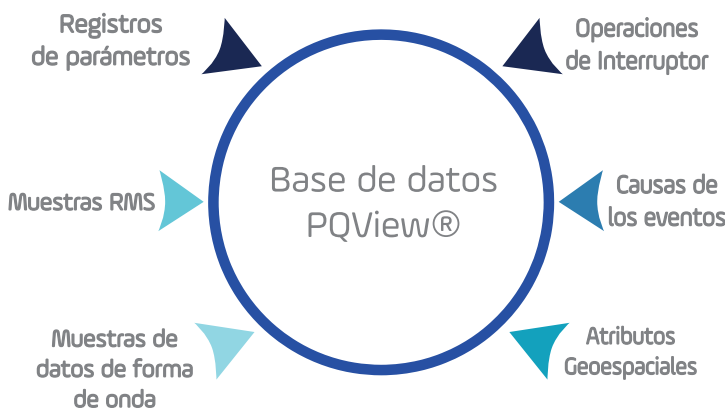 Registros
de parámetros
Operaciones
de Interruptor
Base de datos
PQView®
Muestras RMS
Causas de
los eventos
Muestras de
datos de forma
de onda
Atributos
Geoespaciales